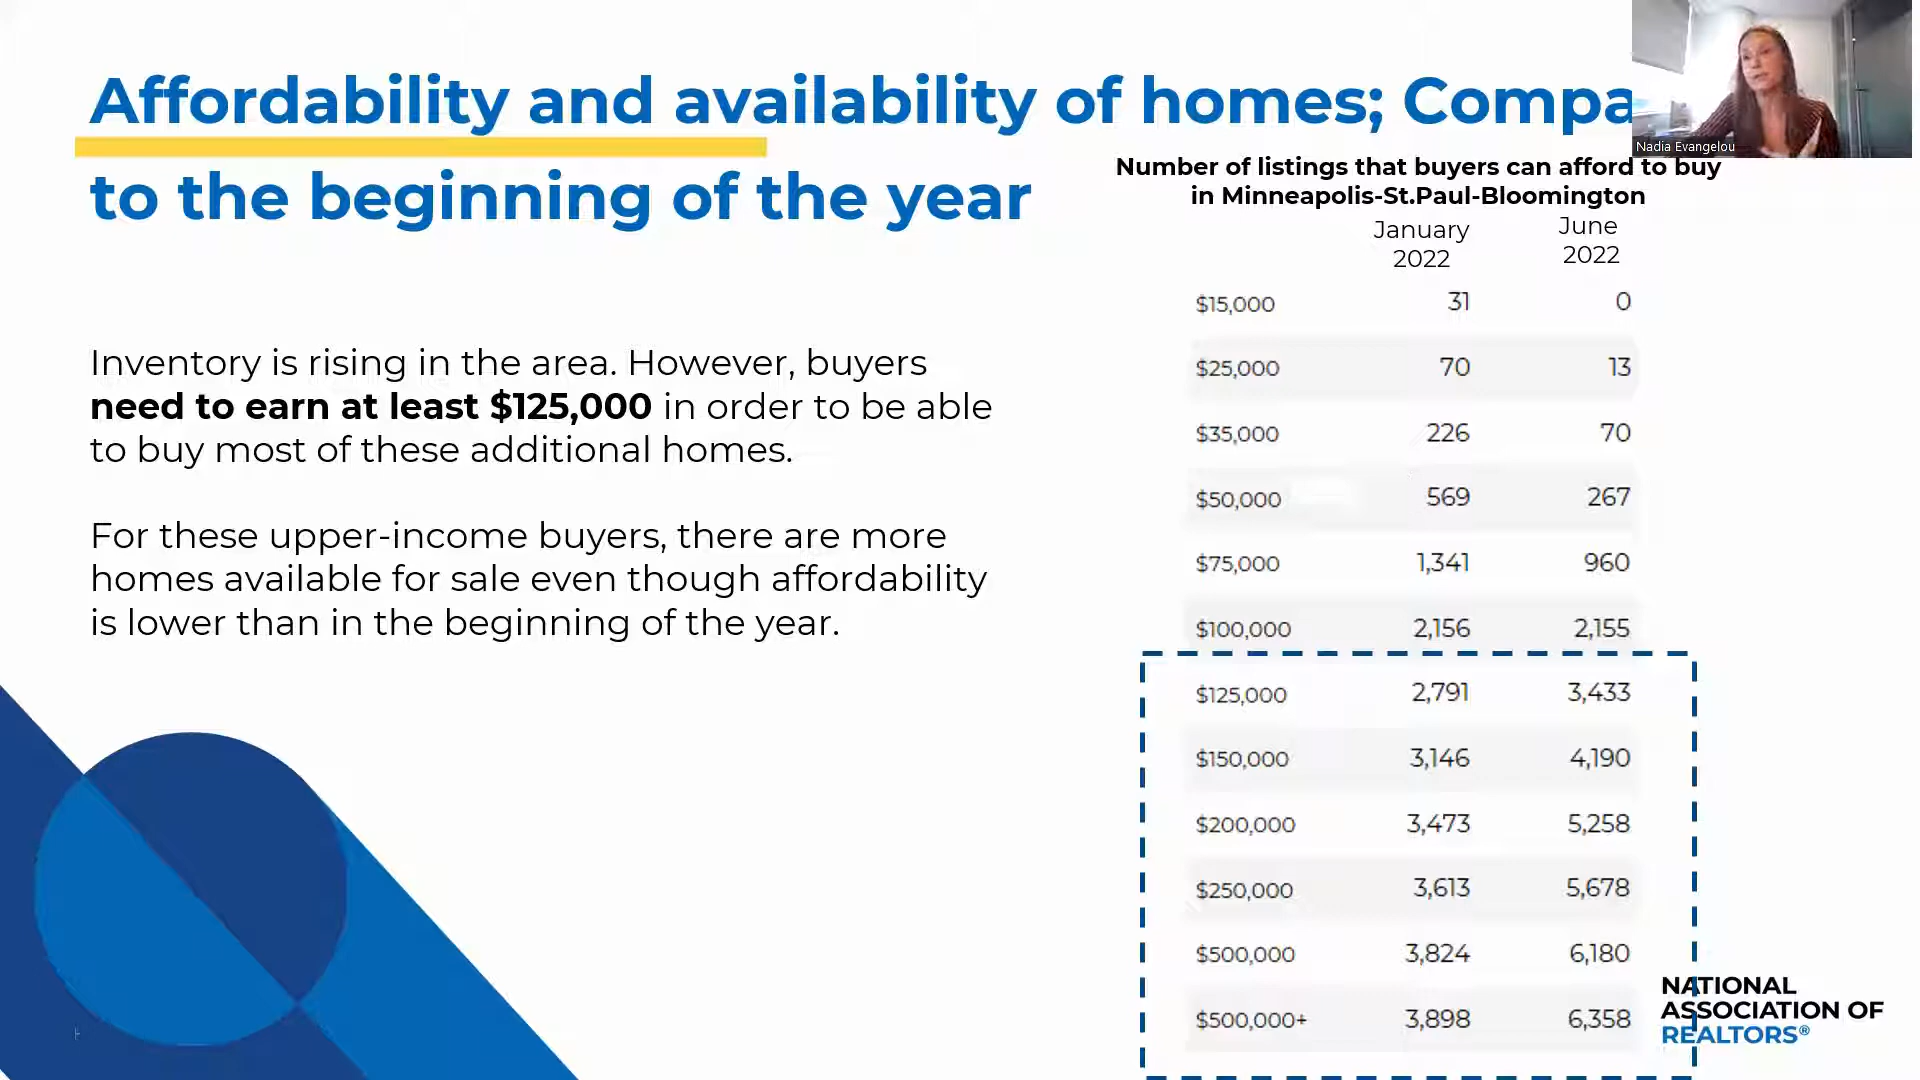 Affordability and availability of homes; Compa
to the beginning of the year
Nadia Evangelou
Inventory is rising in the area. However, buyers
need to earn at least $125,000 in order to be able
to buy most of these additional homes.
For these upper-income buyers, there are more
homes available for sale even though affordability
is lower than in the beginning of the year.
Number of listings that buyers can afford to buy
in Minneapolis-St.Paul-Bloomington
January 2022 June 2022
$15,000 31 0
$25,000 70 13
$35,000 226 70
$50,000 569 267
$75,000 1,341 960
$100,000 2,156 2,155
$125,000 2,791 3,433
$150,000 3,146 4,190
$200,000 3,473 5,258
$250,000 3,613 5,678
$500,000 3,824 6,180
$500,000+ 3,898 6,358
NATIONAL
ASSOCIATION OF
REALTORS®